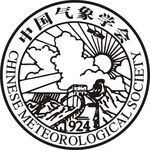 中国气象学会
CHINESE METEOROLOGICAL SOCIETY
1924